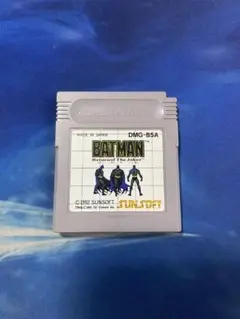 MADE IN JAPAN
DMG-B5A
BATMAN
Return of The Joker
©1992 SUNSOFT
SUNSOFT